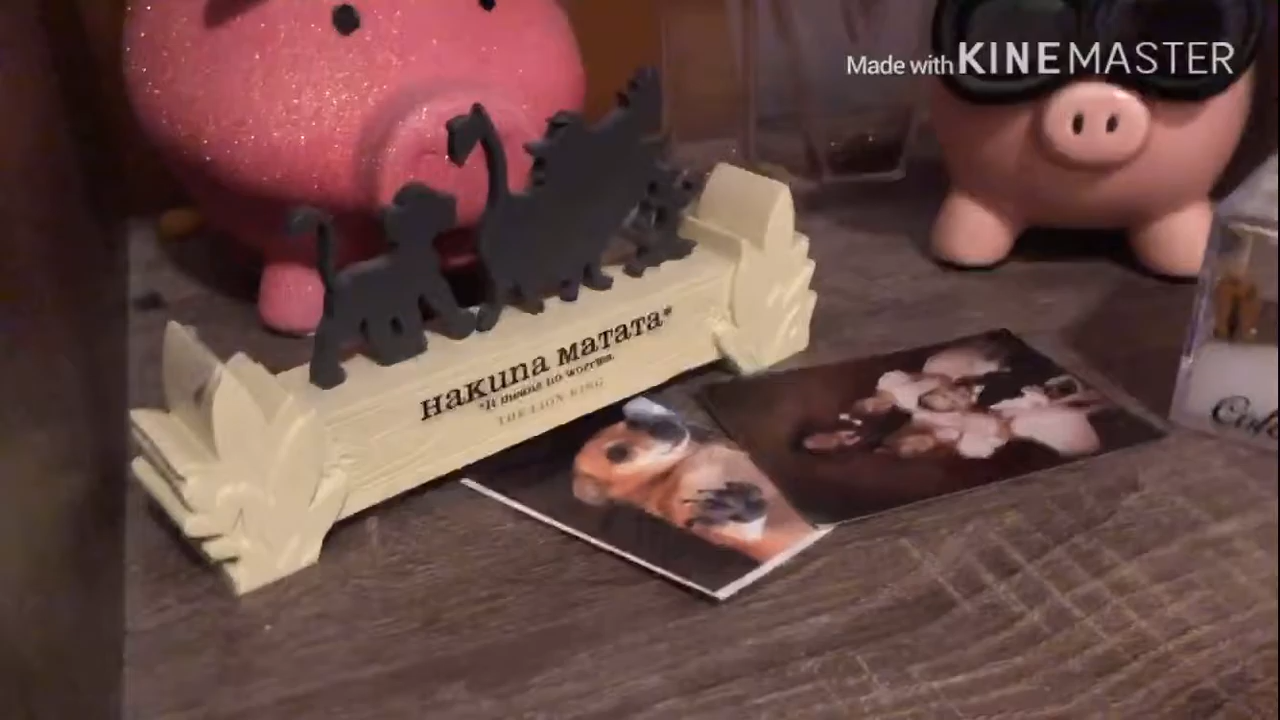 Made with KINEMASTER
HaKuna MaTaTa*
*It means no worries.
THE LION KING